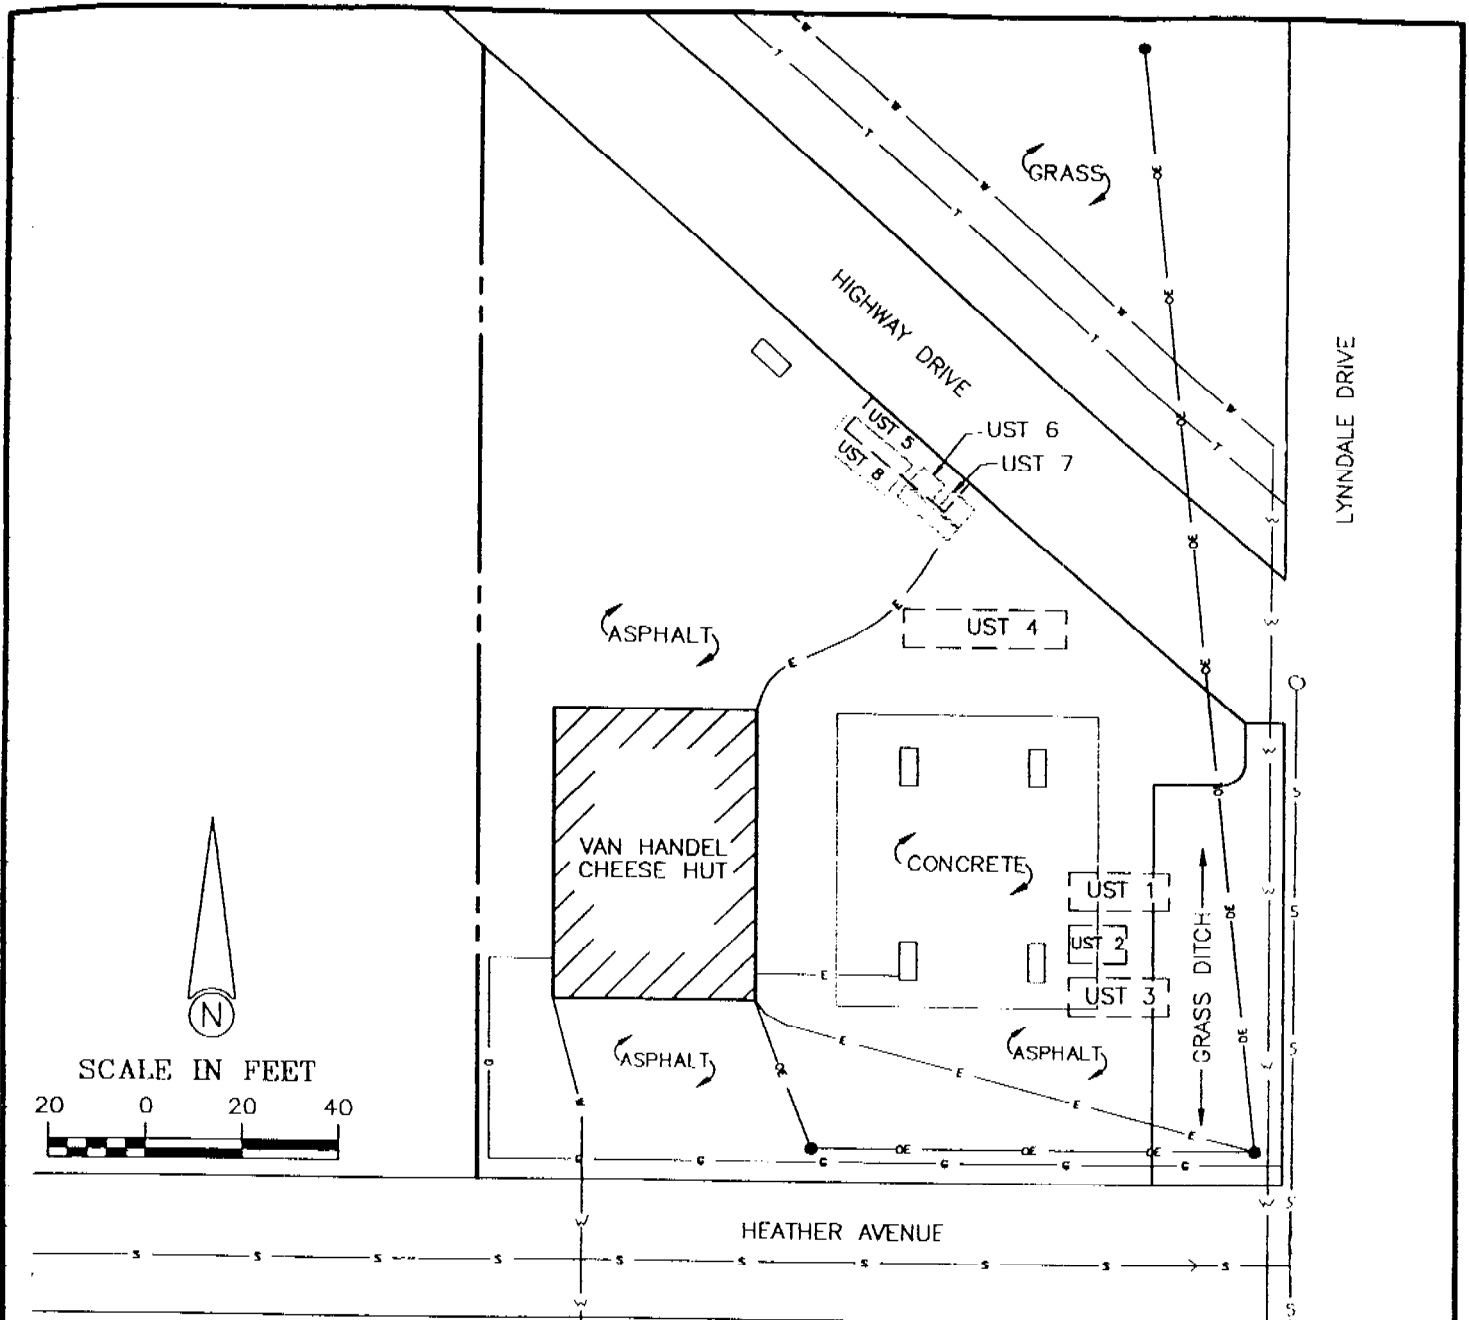 GRASS
HIGHWAY DRIVE
LYNNDALE DRIVE
UST 5
UST 6
UST 8
UST 7
ASPHALT
UST 4
VAN HANDEL
CHEESE HUT
CONCRETE
UST 1
UST 2
UST 3
GRASS DITCH
N
ASPHALT
ASPHALT
SCALE IN FEET
20 0 20 40
HEATHER AVENUE